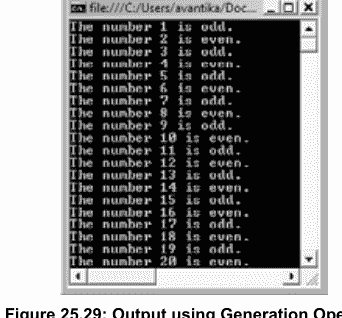 file:///C:/Users/avantika/Doc...
The number 1 is odd.
The number 2 is even.
The number 3 is odd.
The number 4 is even.
The number 5 is odd.
The number 6 is even.
The number 7 is odd.
The number 8 is even.
The number 9 is odd.
The number 10 is even.
The number 11 is odd.
The number 12 is even.
The number 13 is odd.
The number 14 is even.
The number 15 is odd.
The number 16 is even.
The number 17 is odd.
The number 18 is even.
The number 19 is odd.
The number 20 is even.
Figure 25.29: Output using Generation Ope